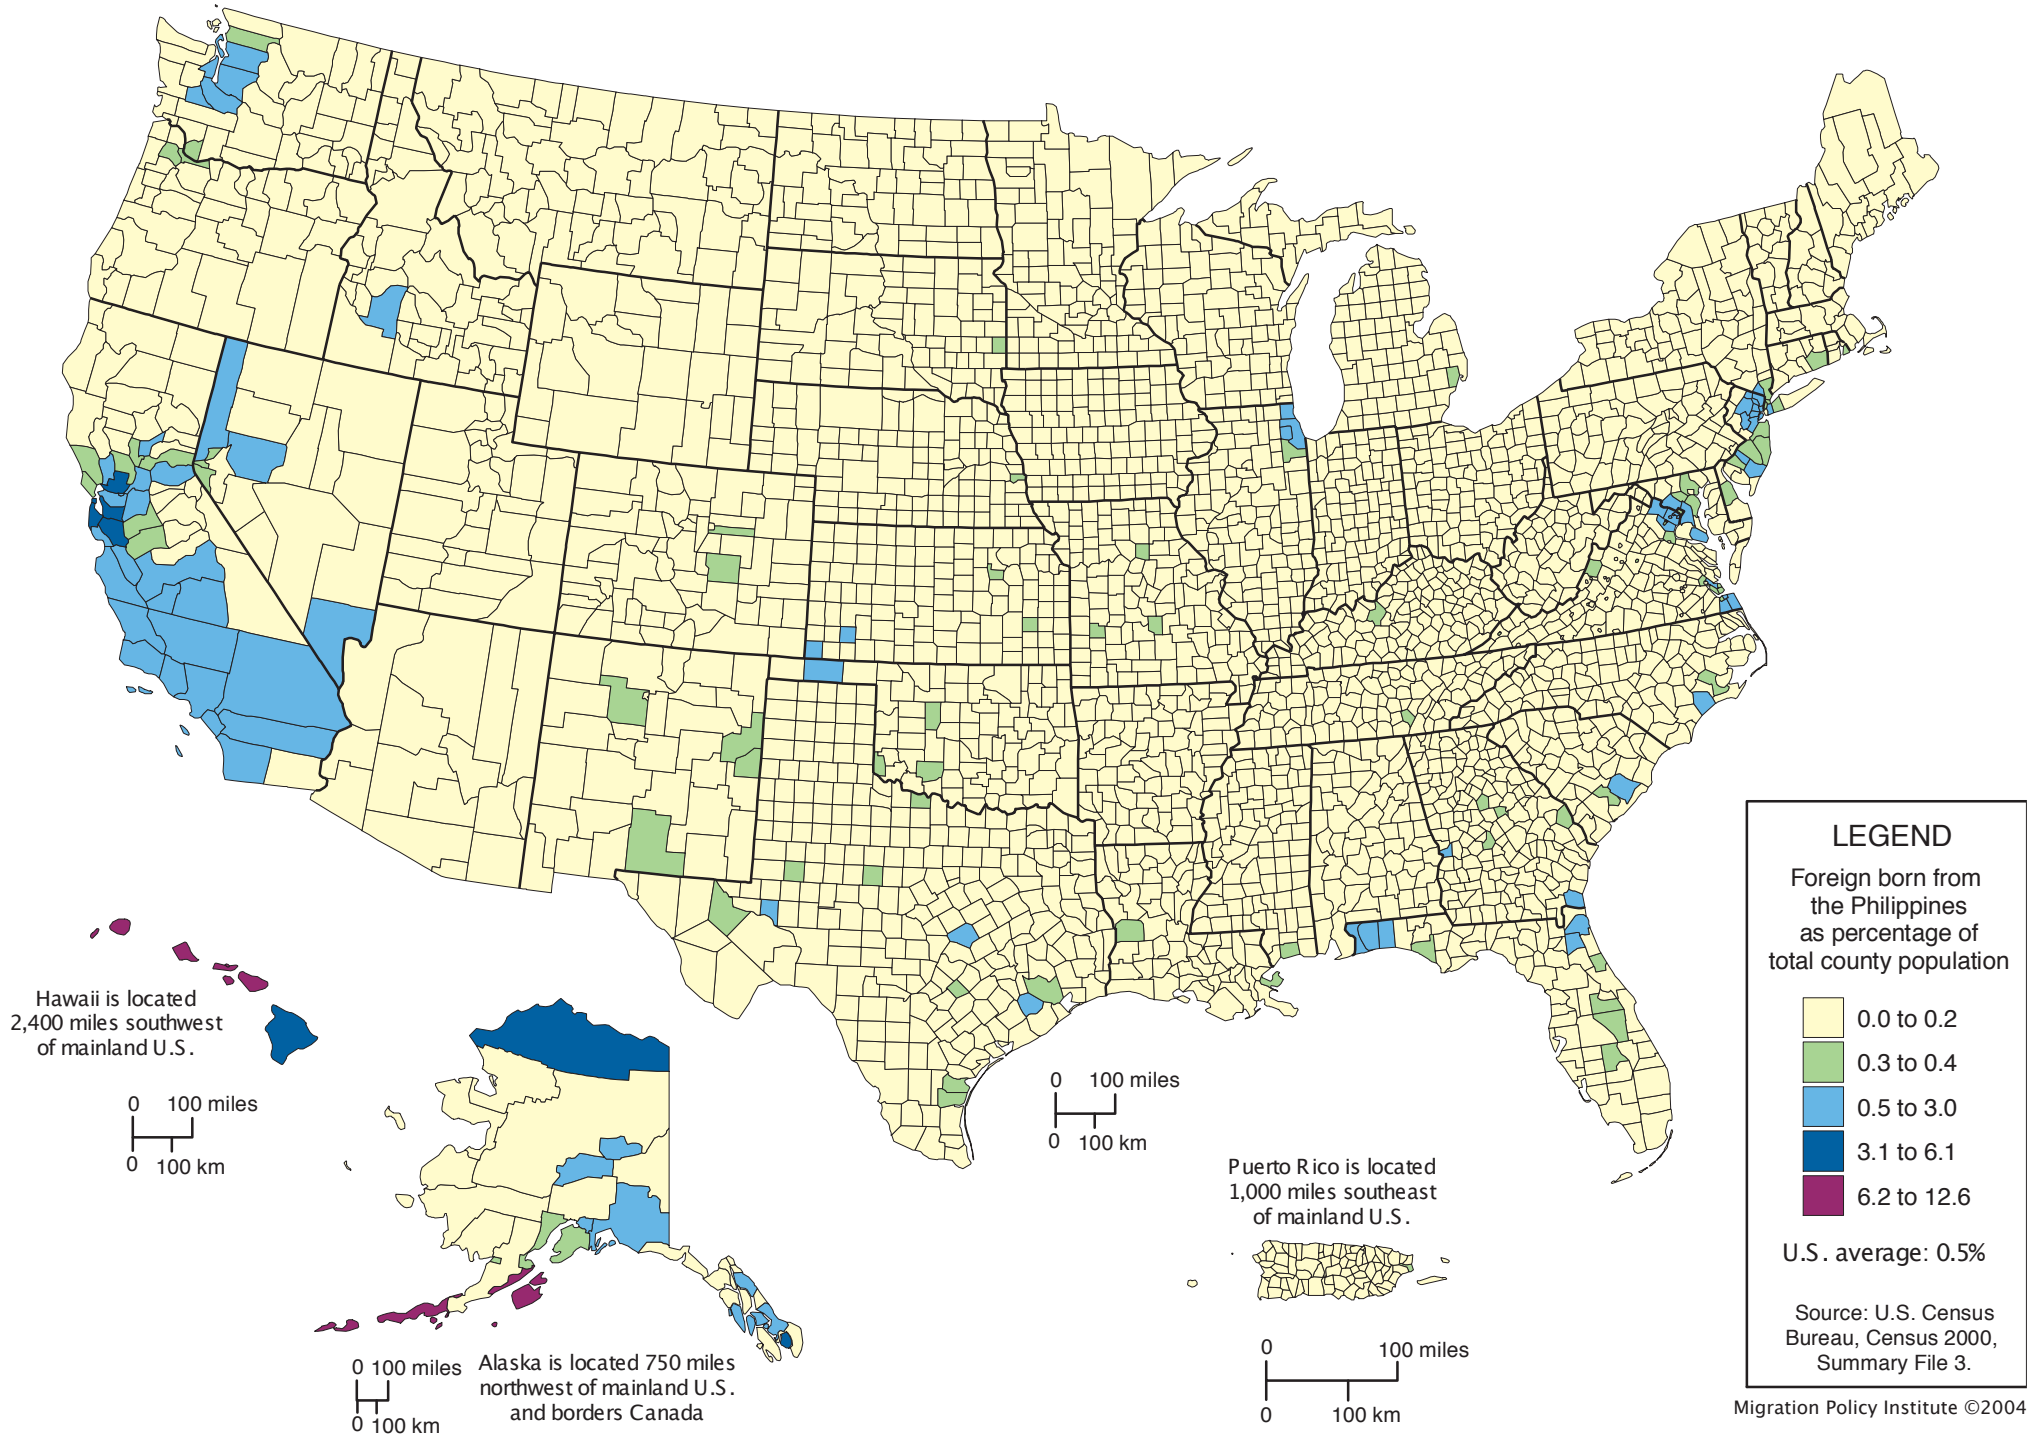 Hawaii is located
2,400 miles southwest
of mainland U.S.
0 100 miles
0 100 km
0 100 miles
0 100 km
Puerto Rico is located
1,000 miles southeast
of mainland U.S.
0 100 miles
0 100 km
0 100 miles
0 100 km
Alaska is located 750 miles
northwest of mainland U.S.
and borders Canada
LEGEND
Foreign born from
the Philippines
as percentage of
total county population
0.0 to 0.2
0.3 to 0.4
0.5 to 3.0
3.1 to 6.1
6.2 to 12.6
U.S. average: 0.5%
Source: U.S. Census
Bureau, Census 2000,
Summary File 3.
Migration Policy Institute ©2004